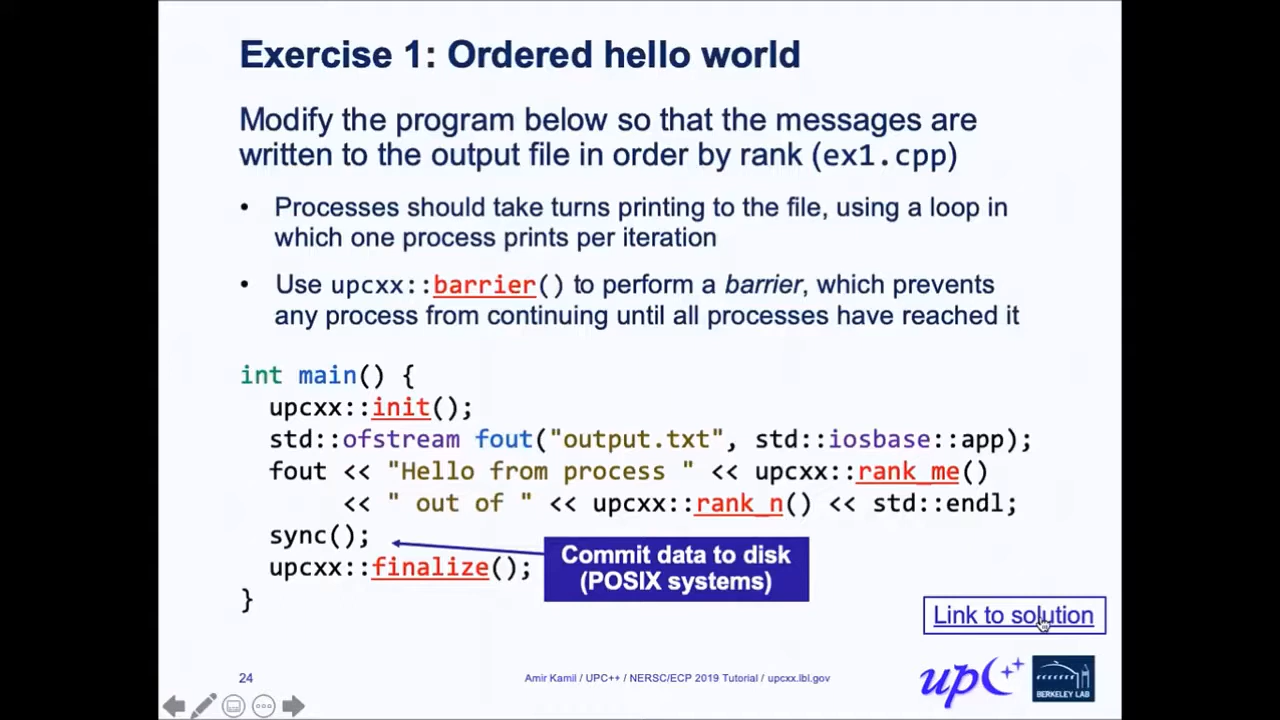 Exercise 1: Ordered hello world
Modify the program below so that the messages are
written to the output file in order by rank (ex1.cpp)
• Processes should take turns printing to the file, using a loop in
which one process prints per iteration
• Use upcxx::barrier() to perform a barrier, which prevents
any process from continuing until all processes have reached it
int main() {
upcxx::init();
std::ofstream fout("output.txt", std::iosbase::app);
fout << "Hello from process " << upcxx::rank_me()
<< " out of " << upcxx::rank_n() << std::endl;
sync();
Commit data to disk
(POSIX systems)
upcxx::finalize();
}
Link to solution
24
Amir Kamil / UPC++ / NERSC/ECP 2019 Tutorial / upcxx.lbl.gov
upc++
BERKELEY LAB